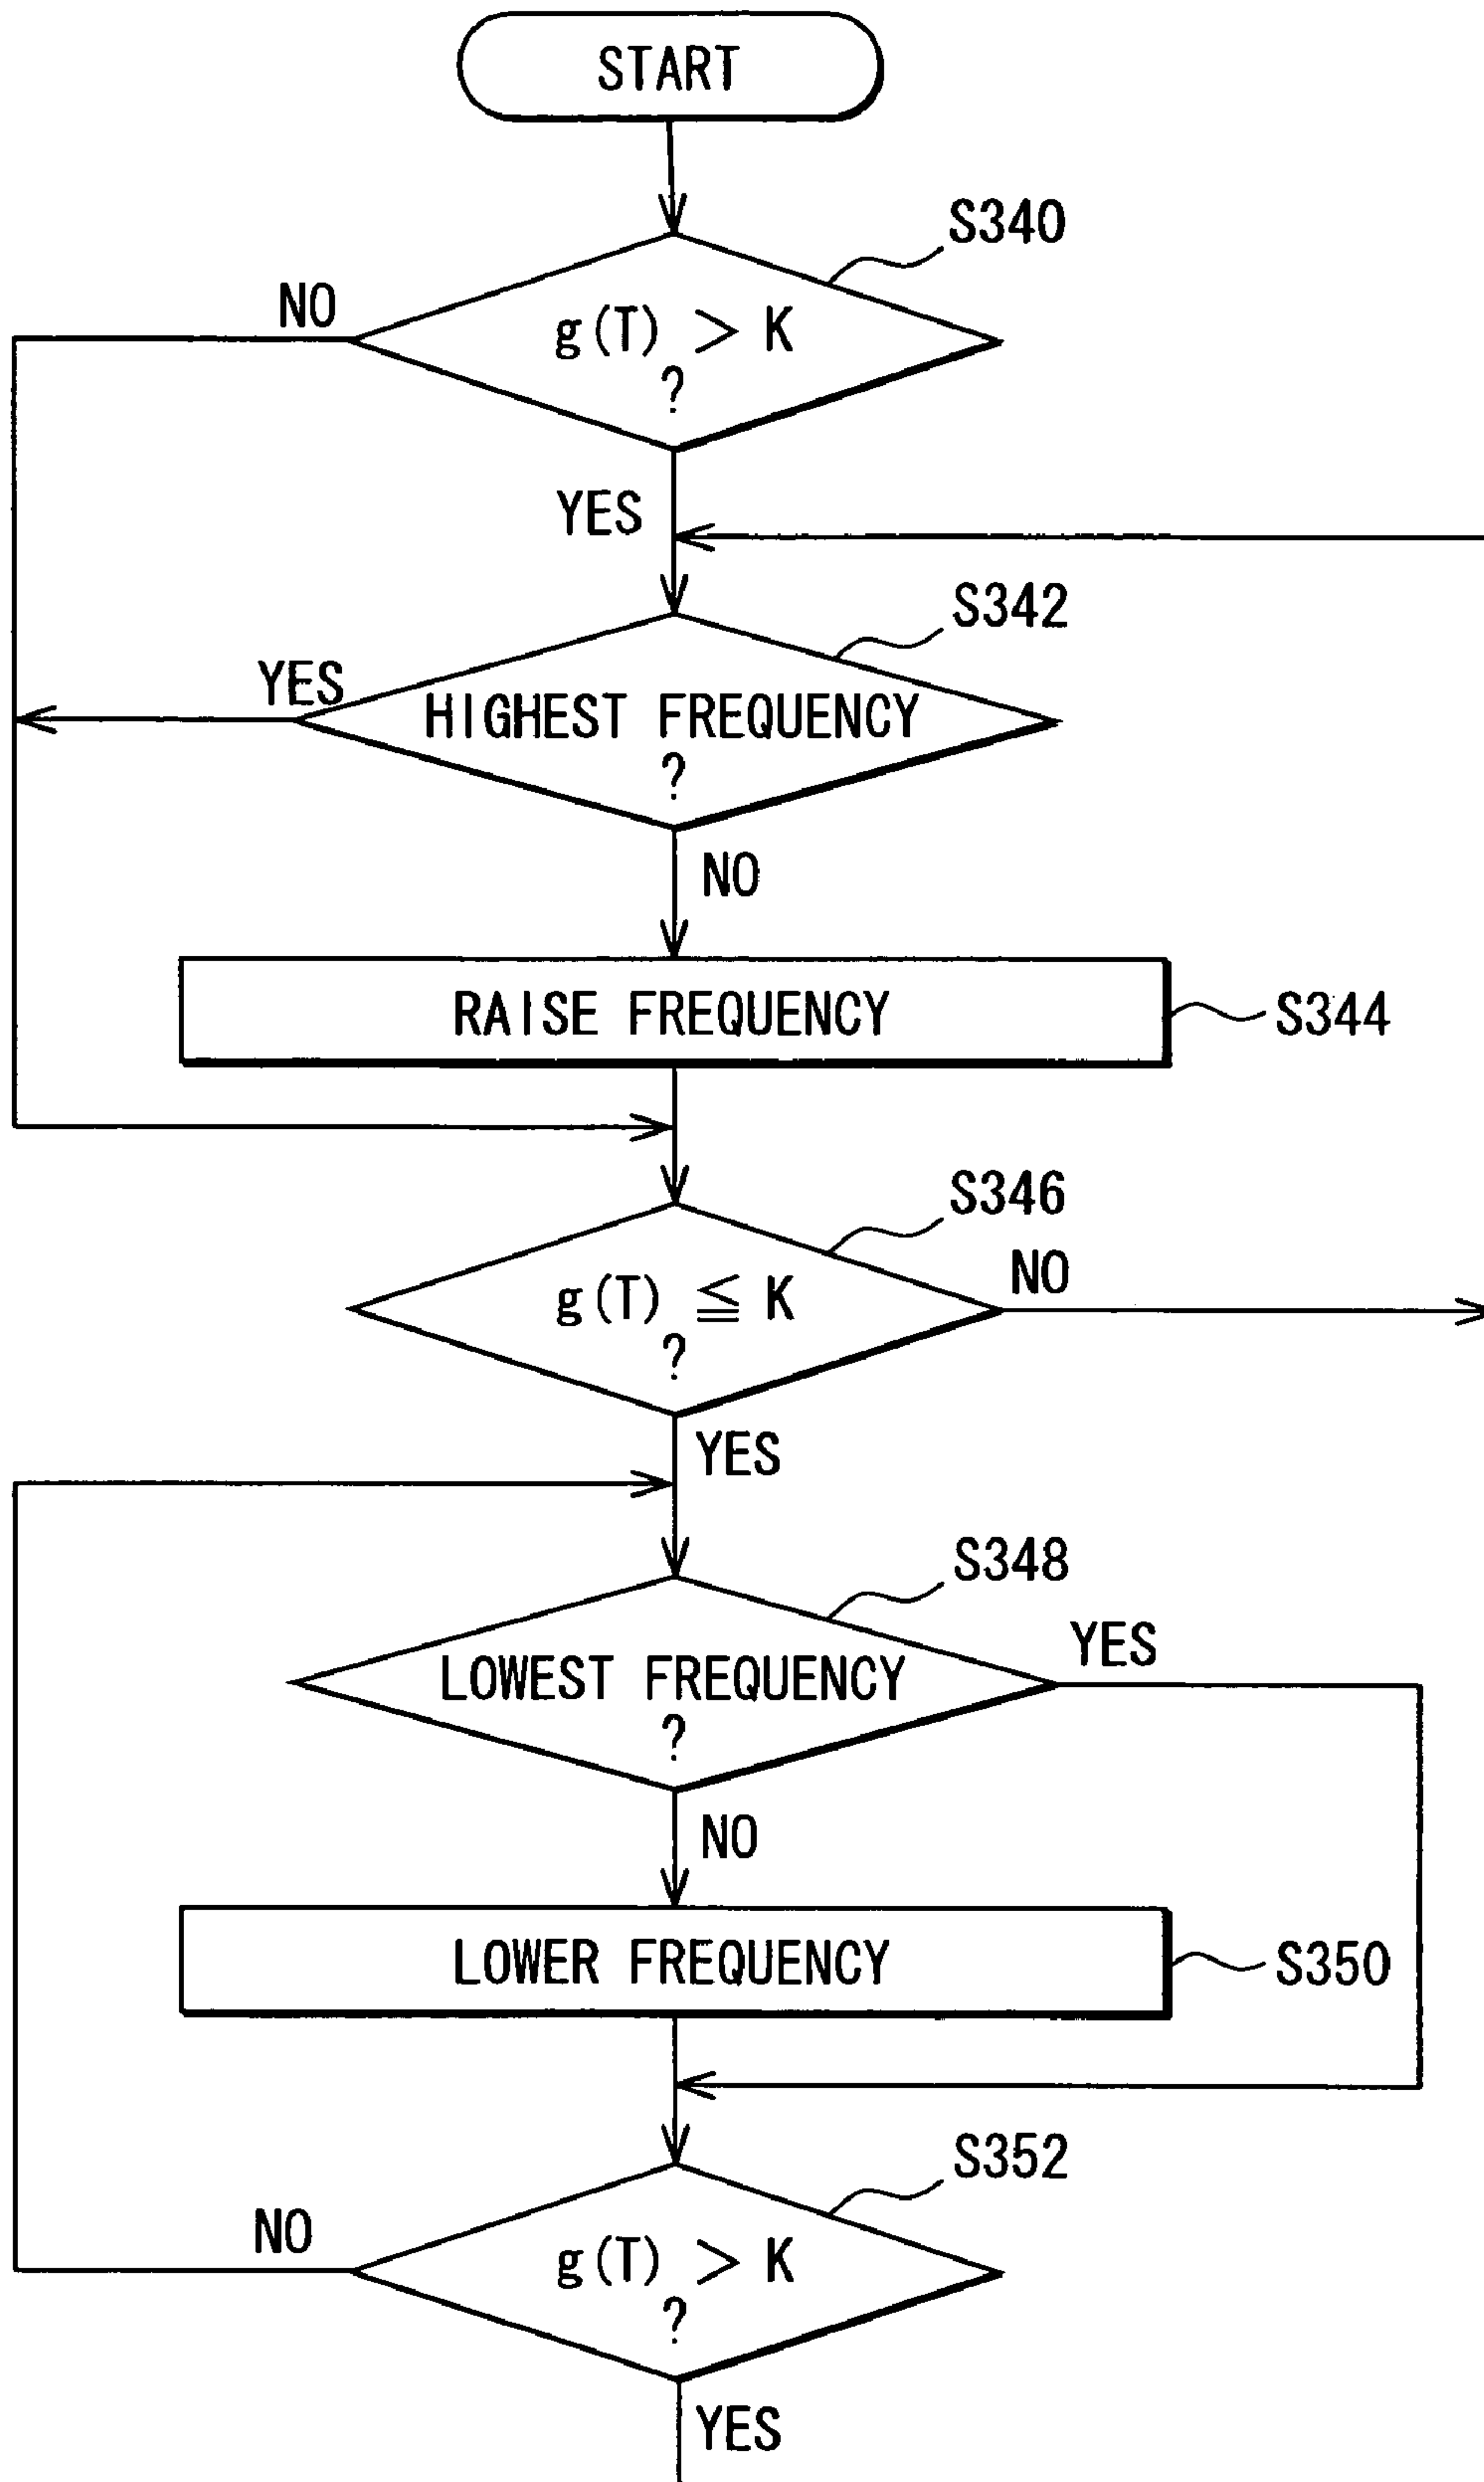 START
S340
NO
g(T) > K
?
YES
S342
YES
HIGHEST FREQUENCY
?
NO
RAISE FREQUENCY
S344
S346
NO
g(T) ≦ K
?
YES
S348
YES
LOWEST FREQUENCY
?
NO
LOWER FREQUENCY
S350
S352
NO
g(T) > K
?
YES